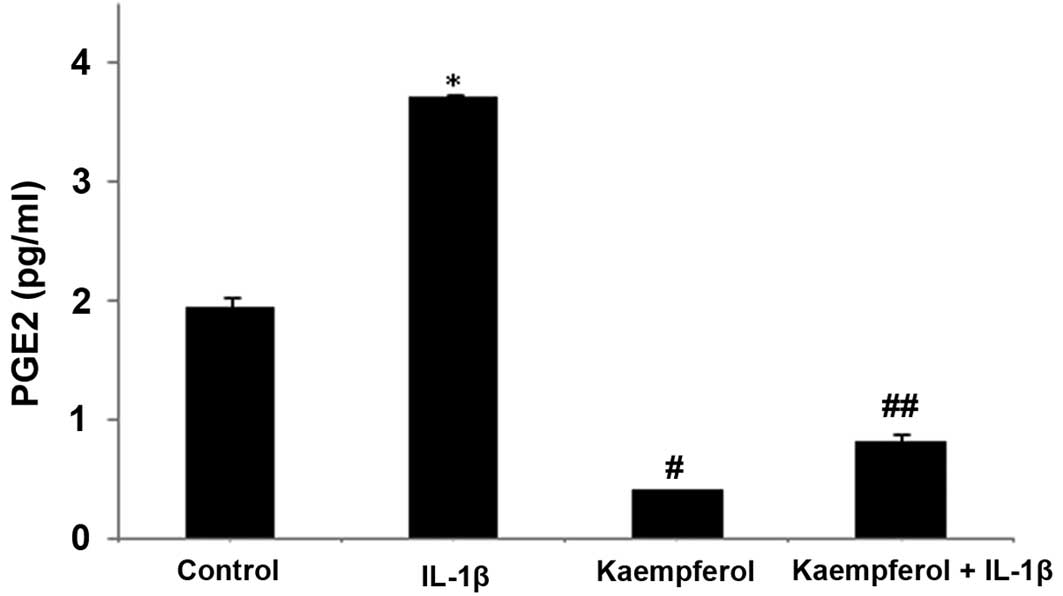 PGE2 (pg/ml)
4
3
2
1
0
*
#
##
Control
IL-1β
Kaempferol
Kaempferol + IL-1β